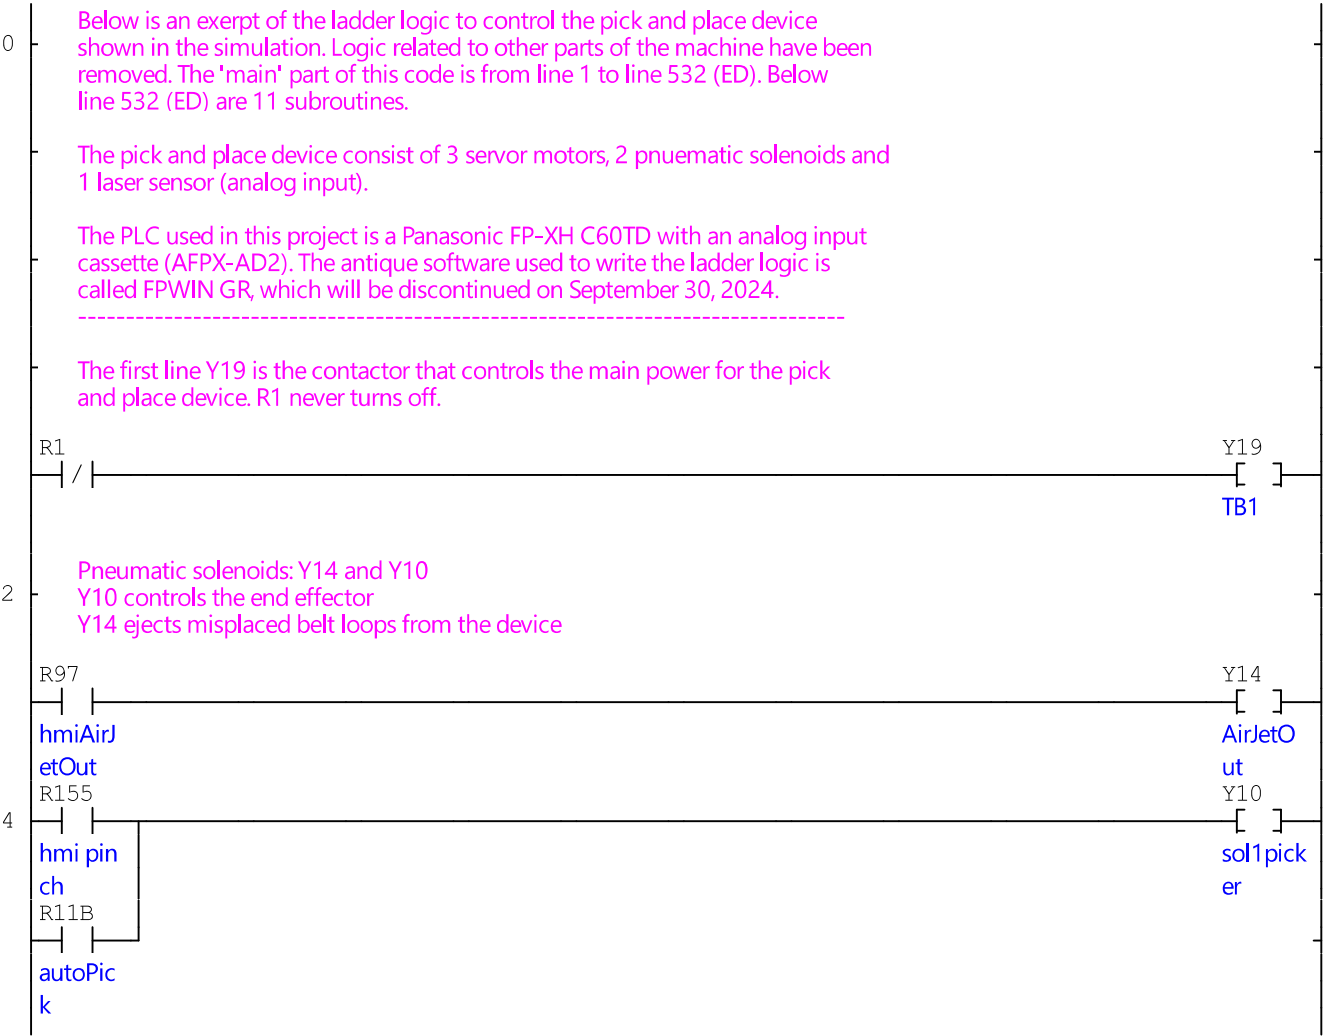 Below is an exerpt of the ladder logic to control the pick and place device
0
shown in the simulation. Logic related to other parts of the machine have been
removed. The "main" part of this code is from line 1 to line 532 (ED). Below
line 532 (ED) are 11 subroutines.
The pick and place device consist of 3 servor motors, 2 pnuematic solenoids and
1 laser sensor (analog input).
The PLC used in this project is a Panasonic FP-XH C60TD with an analog input
cassette (AFPX-AD2). The antique software used to write the ladder logic is
called FPWIN GR, which will be discontinued on September 30, 2024.
--------------------------------------------------------------------------------
The first line Y19 is the contactor that controls the main power for the pick
and place device. R1 never turns off.
R1 Y19
TB1
Pneumatic solenoids: Y14 and Y10
2 Y10 controls the end effector
Y14 ejects misplaced belt loops from the device
R97 Y14
hmiAirJ AirJetO
etOut ut
R155 Y10
4
hmi pin sol1pick
ch er
R11B
autoPic
k